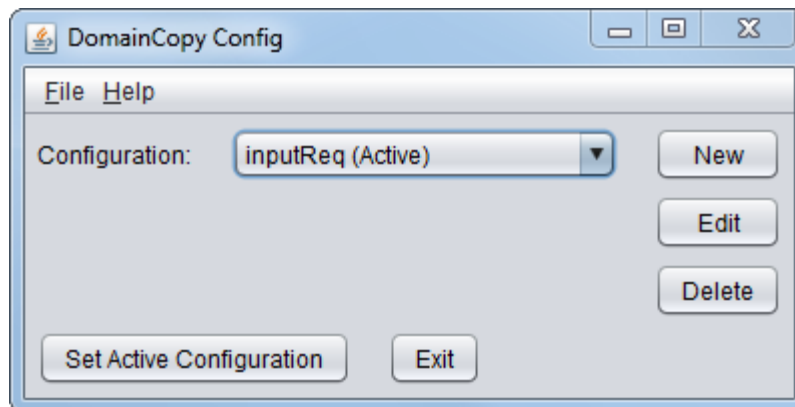 DomainCopy Config
File Help
Configuration: inputReq (Active) New
Edit
Delete
Set Active Configuration Exit